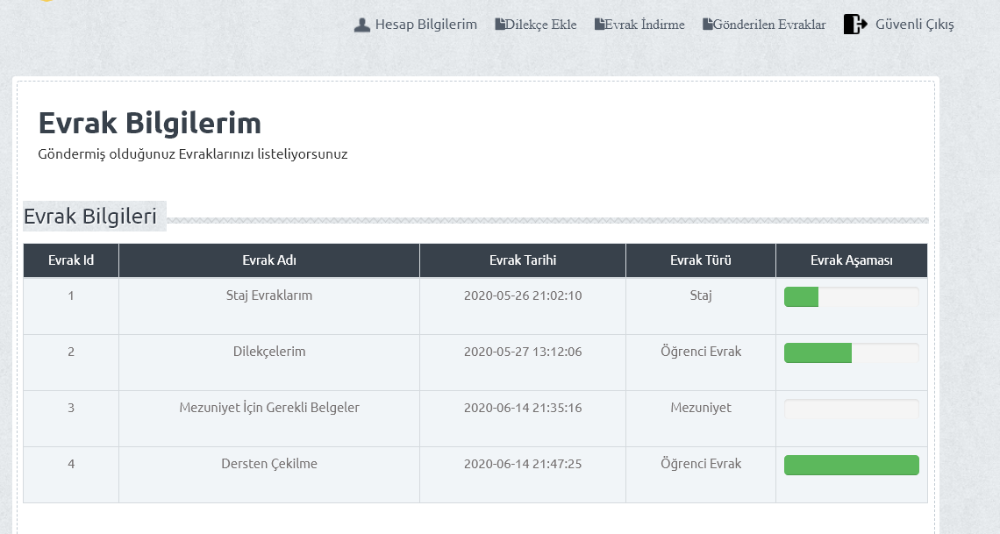 Hesap Bilgilerim Dilekçe Ekle Evrak İndirme Gönderilen Evraklar Güvenli Çıkış
Evrak Bilgilerim
Göndermiş olduğunuz Evraklarınızı listeliyorsunuz
Evrak Bilgileri
Evrak Id Evrak Adı Evrak Tarihi Evrak Türü Evrak Aşaması
1 Staj Evraklarım 2020-05-26 21:02:10 Staj
2 Dilekçelerim 2020-05-27 13:12:06 Öğrenci Evrak
3 Mezuniyet İçin Gerekli Belgeler 2020-06-14 21:35:16 Mezuniyet
4 Dersten Çekilme 2020-06-14 21:47:25 Öğrenci Evrak